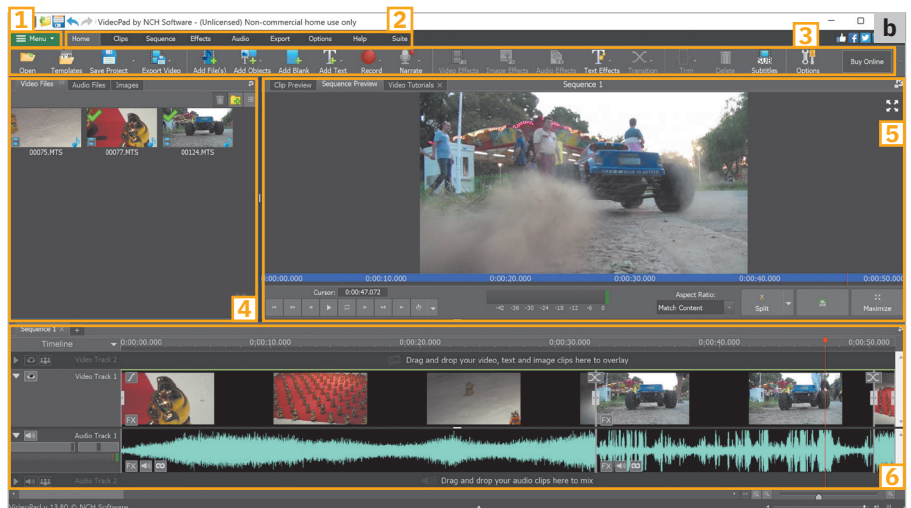 1
2
VideoPad by NCH Software - (Unlicensed) Non-commercial home use only
b
Menu Home Clips Sequence Effects Audio Export Options Help Suite
3
Open Templates Save Project Export Video Add File(s) Add Objects Add Blank Add Text Record Narrate Video Effects Image Effects Audio Effects Text Effects Transition Trim Delete Subtitles Options Buy Online
SUB
Video Files Audio Files Images
Clip Preview Sequence Preview Video Tutorials × Sequence 1
5
00075.MTS 00077.MTS 00124.MTS
0:00:00.000 0:00:10.000 0:00:20.000 0:00:30.000 0:00:40.000 0:00:50.000
Cursor: 0:00:47.072
-42 -36 -30 -24 -18 -12 -6 0
Aspect Ratio:
Match Content
Split
Maximize
4
Sequence 1 × +
Timeline 0:00:00.000 0:00:10.000 0:00:20.000 0:00:30.000 0:00:40.000 0:00:50.000
Video Track 2 Drag and drop your video, text and image clips here to overlay
Video Track 1
FX FX
Audio Track 1
FX FX
6
Audio Track 2 Drag and drop your audio clips here to mix
VideoPad v 13.80 © NCH Software